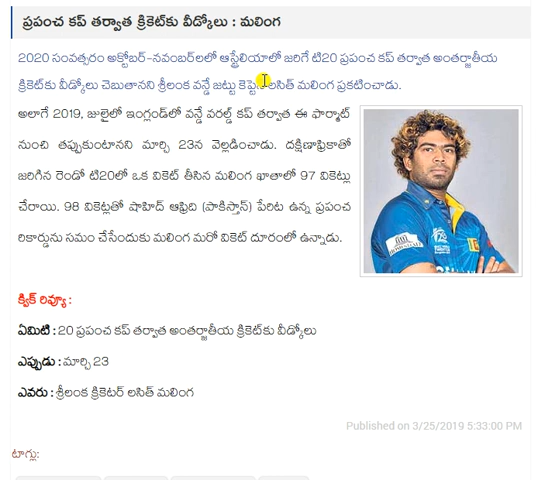 ప్రపంచ కప్ తర్వాత క్రికెట్‌కు వీడ్కోలు : మలింగ
2020 సంవత్సరం అక్టోబర్-నవంబర్‌లలో ఆస్ట్రేలియాలో జరిగే టి20 ప్రపంచ కప్ తర్వాత అంతర్జాతీయ
క్రికెట్‌కు వీడ్కోలు చెబుతానని శ్రీలంక వన్డే జట్టు కెప్టెన్ లసిత్ మలింగ ప్రకటించాడు.
అలాగే 2019, జులైలో ఇంగ్లండ్‌లో వన్డే వరల్డ్ కప్ తర్వాత ఈ ఫార్మాట్
నుంచి తప్పుకుంటానని మార్చి 23న వెల్లడించాడు. దక్షిణాఫ్రికాతో
జరిగిన రెండో టి20లో ఒక వికెట్ తీసిన మలింగ ఖాతాలో 97 వికెట్లు
చేరాయి. 98 వికెట్లతో షాహిద్ ఆఫ్రిది (పాకిస్తాన్) పేరిట ఉన్న ప్రపంచ
రికార్డును సమం చేసేందుకు మలింగ మరో వికెట్ దూరంలో ఉన్నాడు.
క్విక్ రివ్యూ :
ఏమిటి : 20 ప్రపంచ కప్ తర్వాత అంతర్జాతీయ క్రికెట్‌కు వీడ్కోలు
ఎప్పుడు : మార్చి 23
ఎవరు : శ్రీలంక క్రికెటర్ లసిత్ మలింగ
Published on 3/25/2019 5:33:00 PM
టాగ్లు: